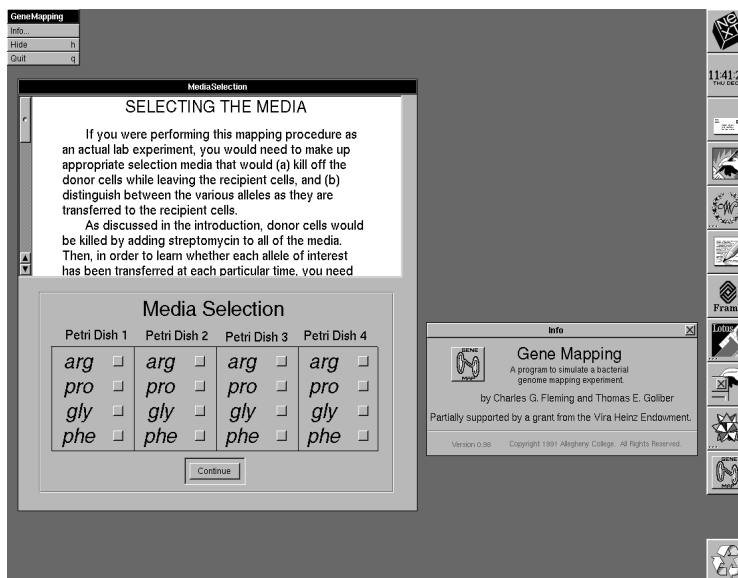 GeneMapping
Info...
Hide h
Quit q
MediaSelection
SELECTING THE MEDIA
If you were performing this mapping procedure as
an actual lab experiment, you would need to make up
appropriate selection media that would (a) kill off the
donor cells while leaving the recipient cells, and (b)
distinguish between the various alleles as they are
transferred to the recipient cells.
As discussed in the introduction, donor cells would
be killed by adding streptomycin to all of the media.
Then, in order to learn whether each allele of interest
has been transferred at each particular time, you need
Media Selection
Petri Dish 1 Petri Dish 2 Petri Dish 3 Petri Dish 4
arg arg arg arg
pro pro pro pro
gly gly gly gly
phe phe phe phe
Continue
Info
GENE
MAP
Gene Mapping
A program to simulate a bacterial
genome mapping experiment.
by Charles G. Fleming and Thomas E. Goliber
Partially supported by a grant from the Vira Heinz Endowment.
Version 0.98 Copyright 1991 Allegheny College. All Rights Reserved.
NeXT
11:41:2
THU DEC
W
Fram
Lotus
GENE
MAP